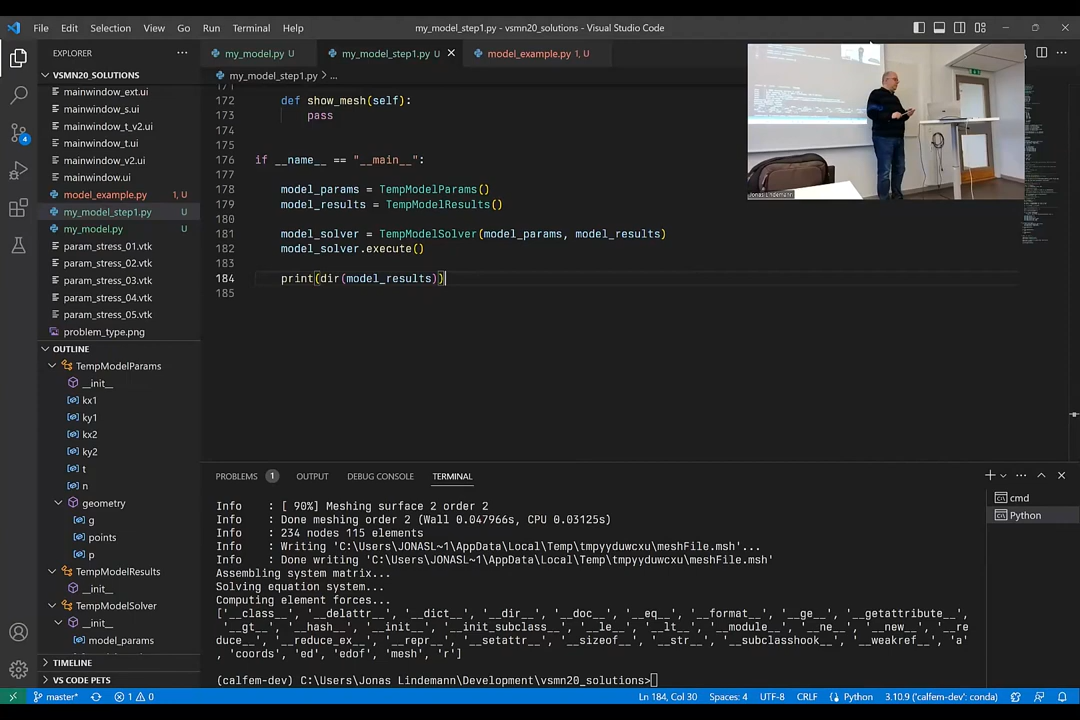 File Edit Selection View Go Run Terminal Help
my_model_step1.py - vsmn20_solutions - Visual Studio Code
EXPLORER
my_model.py U
my_model_step1.py U
model_example.py 1, U
VSMN20_SOLUTIONS
mainwindow_ext.ui
mainwindow_s.ui
mainwindow_t_v2.ui
mainwindow_t.ui
mainwindow_v2.ui
mainwindow.ui
model_example.py 1, U
my_model_step1.py U
my_model.py U
param_stress_01.vtk
param_stress_02.vtk
param_stress_03.vtk
param_stress_04.vtk
param_stress_05.vtk
problem_type.png
OUTLINE
TempModelParams
__init__
kx1
ky1
kx2
ky2
t
n
geometry
g
points
p
TempModelResults
__init__
TempModelSolver
__init__
model_params
TIMELINE
VS CODE PETS
my_model_step1.py > ...
171
172 def show_mesh(self):
173 pass
174
175
176 if __name__ == "__main__":
177
178 model_params = TempModelParams()
179 model_results = TempModelResults()
180
181 model_solver = TempModelSolver(model_params, model_results)
182 model_solver.execute()
183
184 print(dir(model_results))
185
Jonas Lindemann
PROBLEMS 1 OUTPUT DEBUG CONSOLE TERMINAL
cmd
Python
Info : [ 90%] Meshing surface 2 order 2
Info : Done meshing order 2 (Wall 0.047966s, CPU 0.03125s)
Info : 234 nodes 115 elements
Info : Writing 'C:\Users\JONASL~1\AppData\Local\Temp\tmpyyduwcxu\meshFile.msh'...
Info : Done writing 'C:\Users\JONASL~1\AppData\Local\Temp\tmpyyduwcxu\meshFile.msh'
Assembling system matrix...
Solving equation system...
Computing element forces...
['__class__', '__delattr__', '__dict__', '__dir__', '__doc__', '__eq__', '__format__', '__ge__', '__getattribute__',
'__gt__', '__hash__', '__init__', '__init_subclass__', '__le__', '__lt__', '__module__', '__ne__', '__new__', '__re
duce__', '__reduce_ex__', '__repr__', '__setattr__', '__sizeof__', '__str__', '__subclasshook__', '__weakref__', 'a'
, 'coords', 'ed', 'edof', 'mesh', 'r']
(calfem-dev) C:\Users\Jonas Lindemann\Development\vsmn20_solutions>
4
master* 1 0 Ln 184, Col 30 Spaces: 4 UTF-8 CRLF Python 3.10.9 ('calfem-dev': conda)